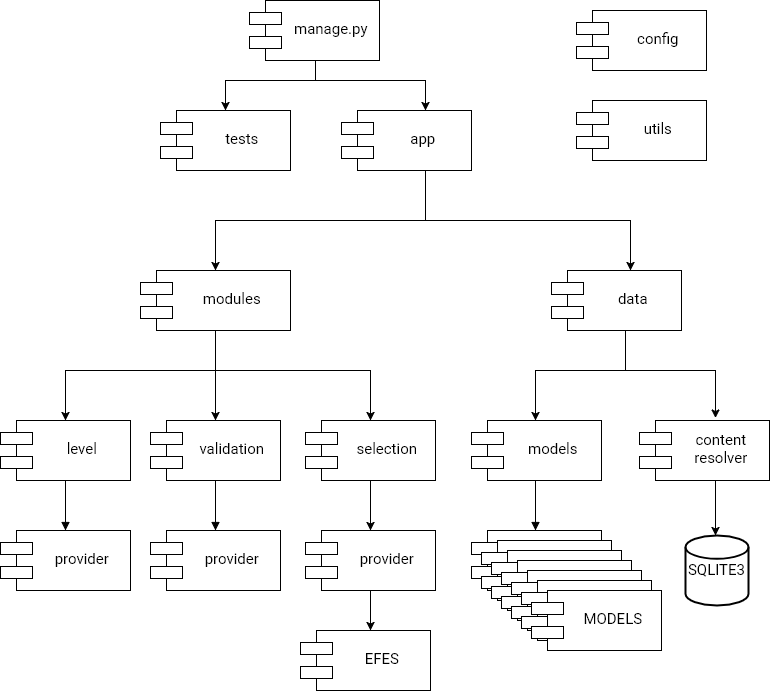 manage.py
config
utils
tests
app
modules
data
level
validation
selection
models
content
resolver
provider
provider
provider
SQLITE3
MODELS
EFES